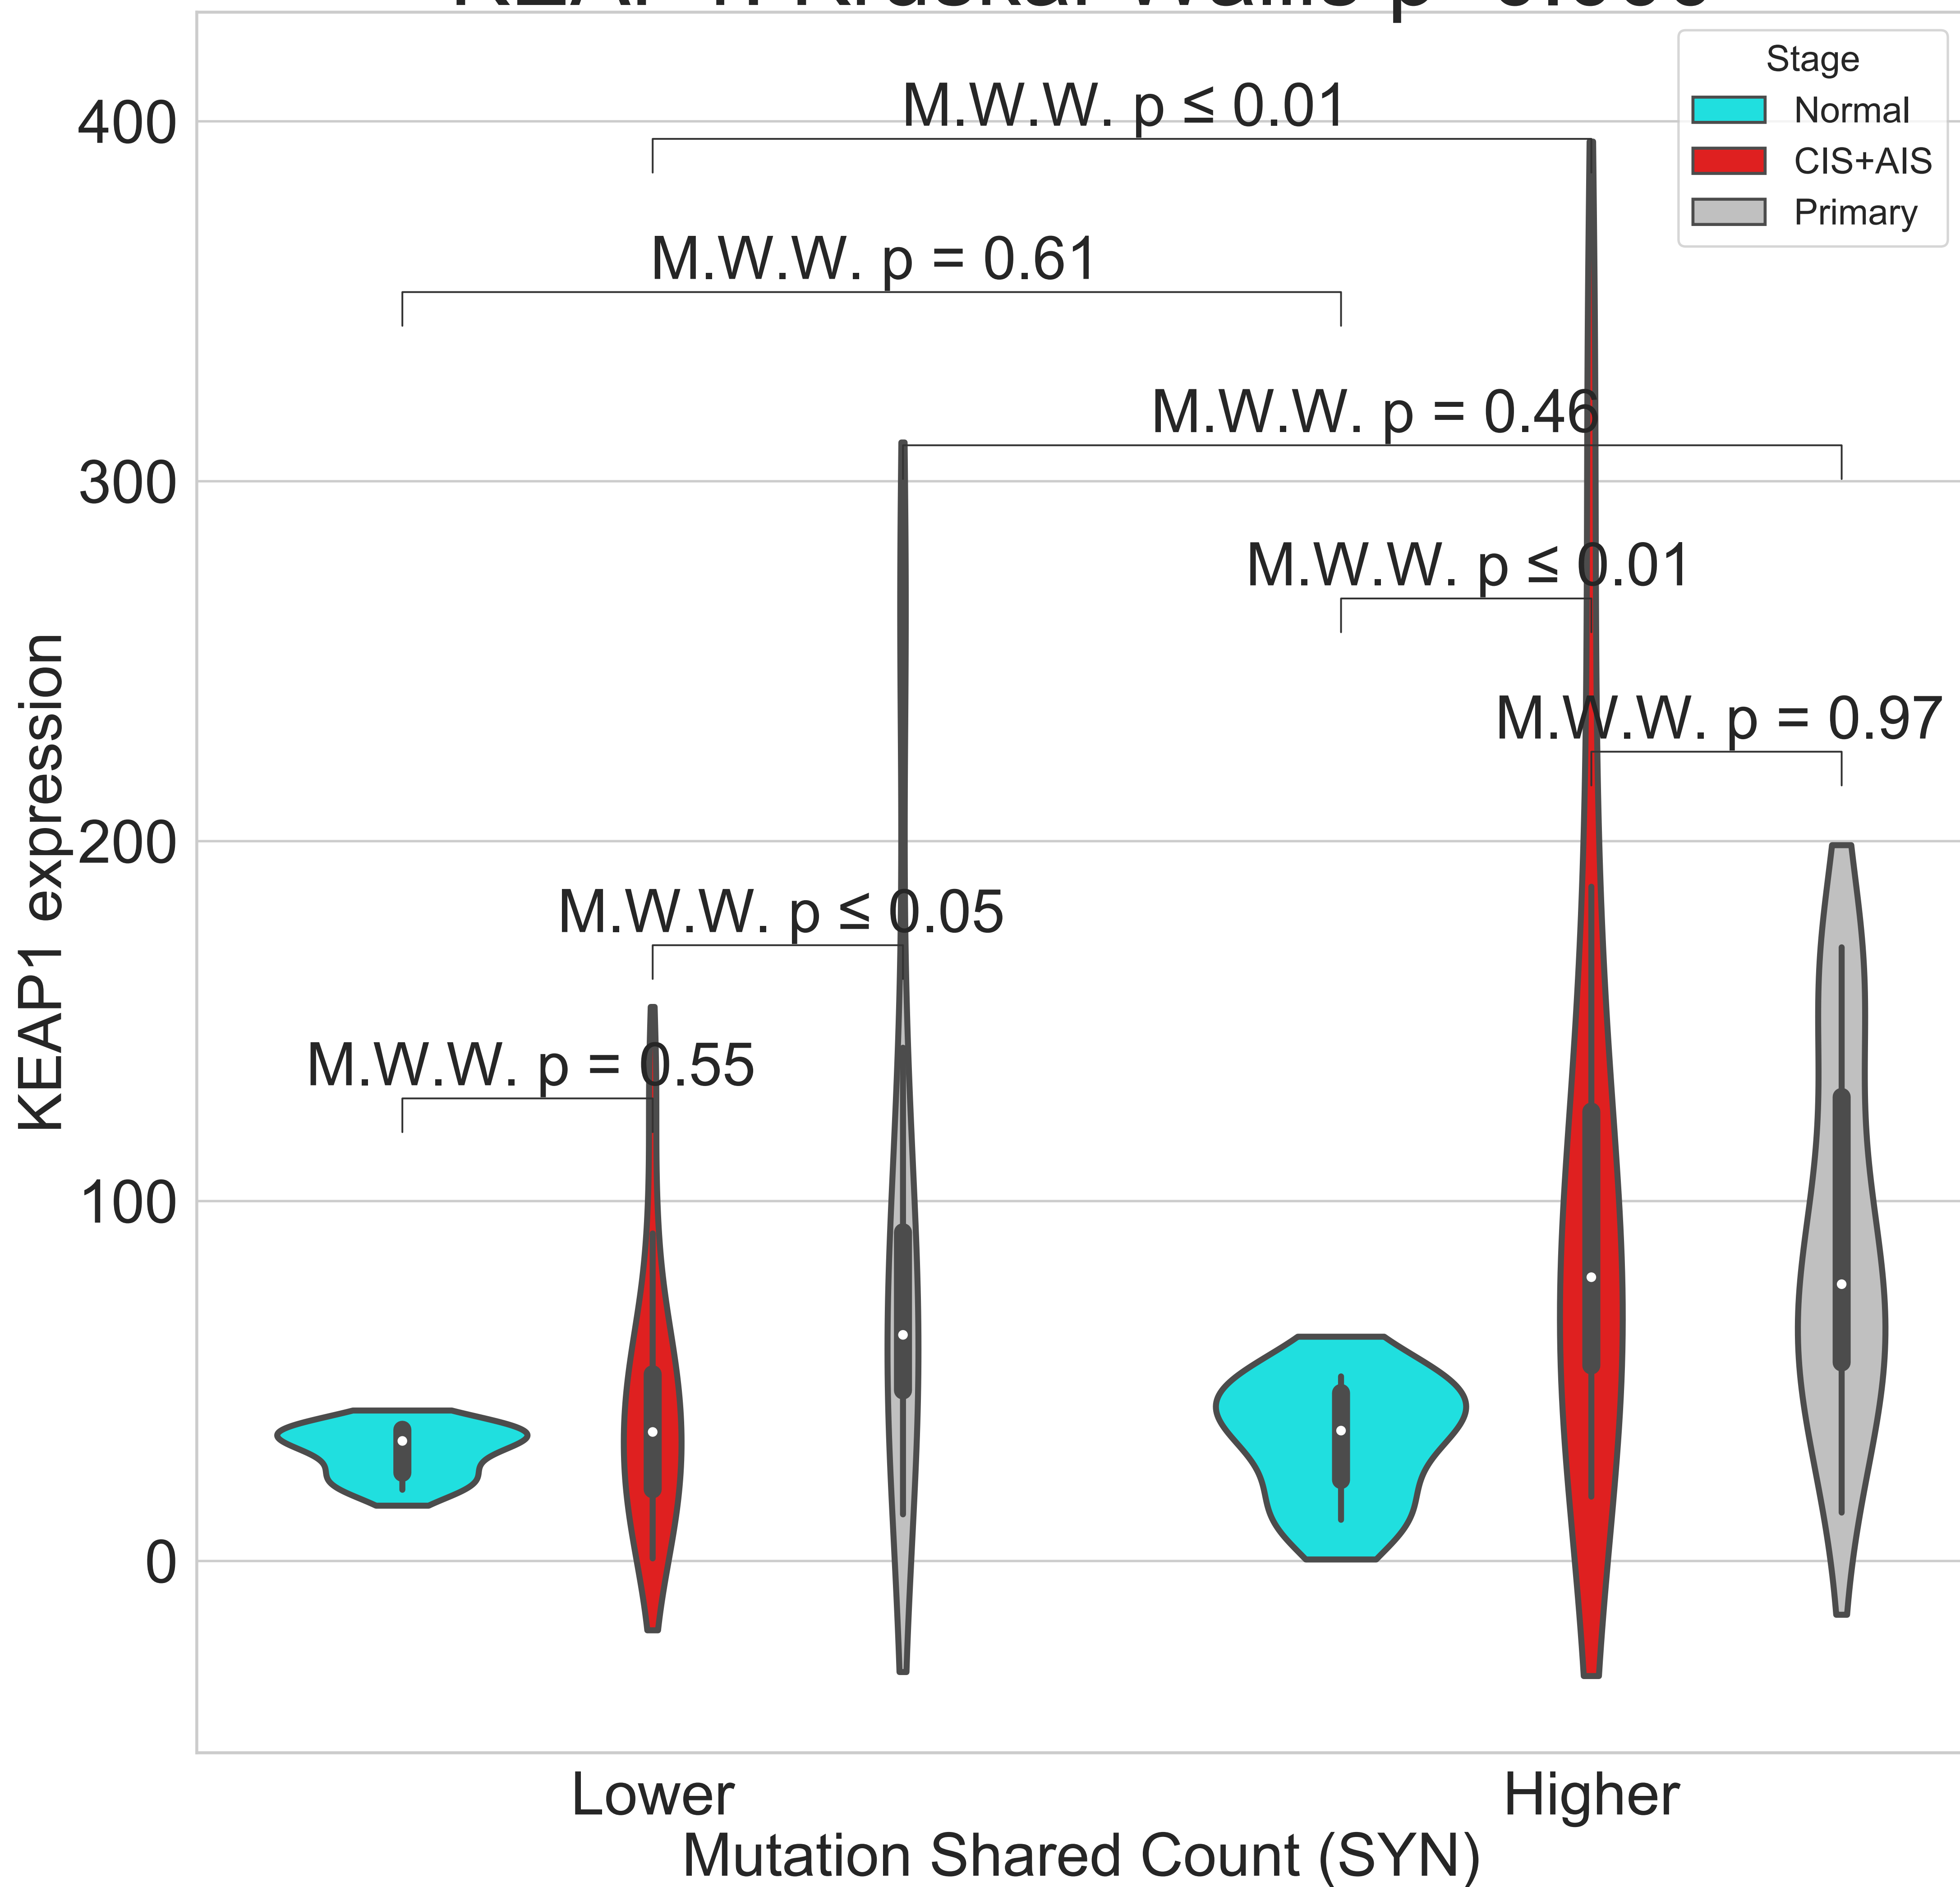 Stage
Normal
CIS+AIS
Primary
M.W.W. p ≤ 0.01
M.W.W. p = 0.61
M.W.W. p = 0.46
M.W.W. p ≤ 0.01
M.W.W. p = 0.97
M.W.W. p ≤ 0.05
M.W.W. p = 0.55
400
300
200
100
0
KEAP1 expression
Lower
Higher
Mutation Shared Count (SYN)